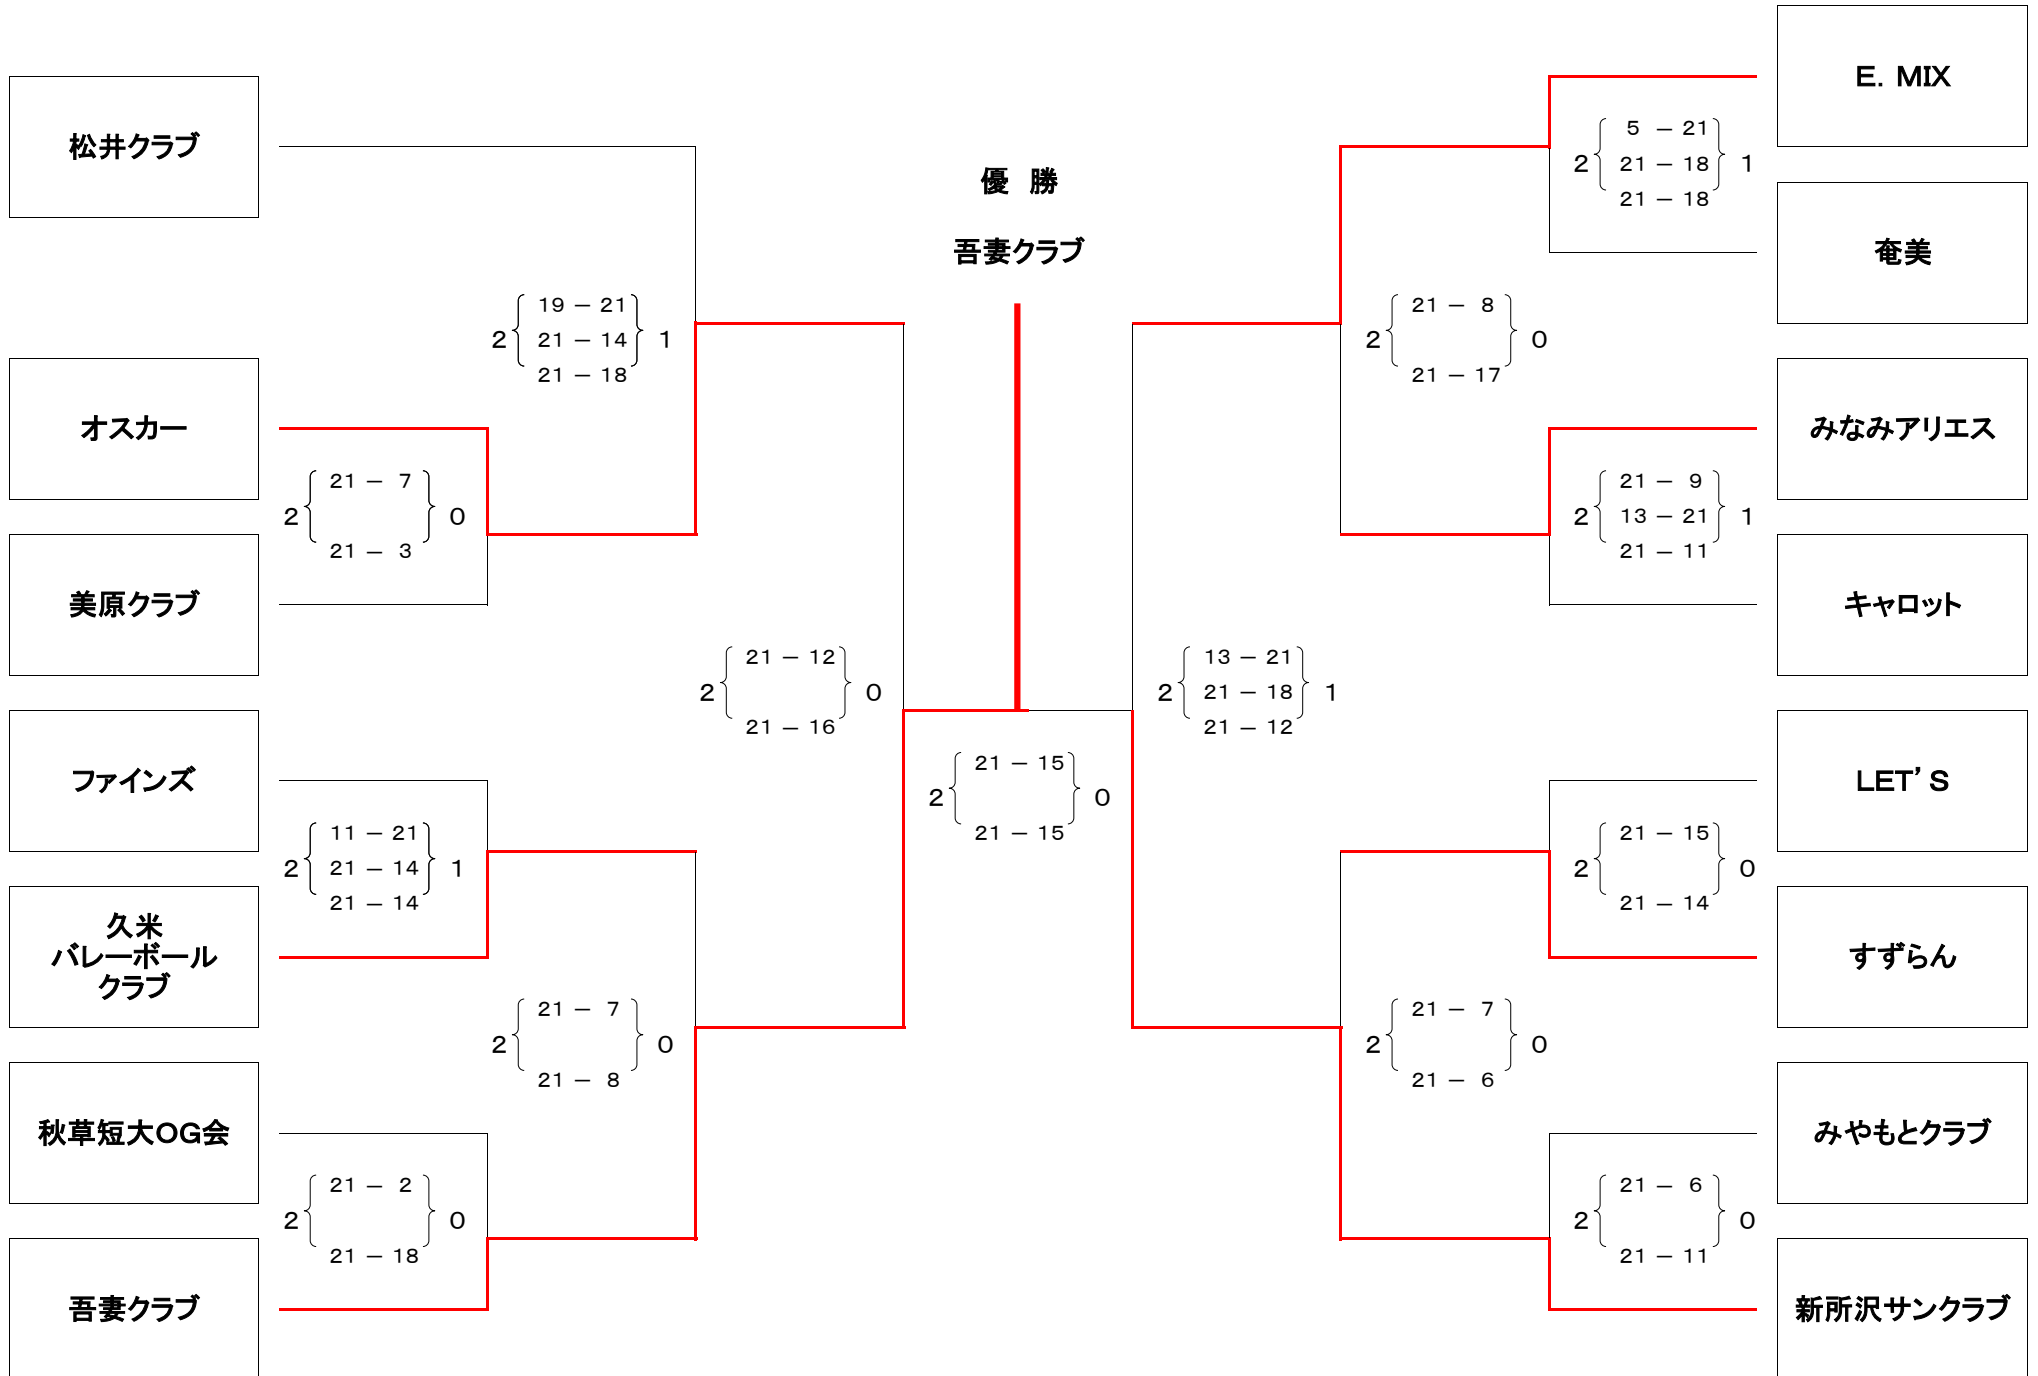 E．MIX
松井クラブ
5 － 21
2 21 － 18 1
21 － 18
優　勝
吾妻クラブ
奄美
19 － 21
2 21 － 14 1
21 － 18
21 － 8
2 0
21 － 17
オスカー
みなみアリエス
21 － 7
2 0
21 － 3
21 － 9
2 13 － 21 1
21 － 11
美原クラブ
キャロット
21 － 12
2 0
21 － 16
13 － 21
2 21 － 18 1
21 － 12
ファインズ
LET’S
21 － 15
2 0
21 － 15
11 － 21
2 21 － 14 1
21 － 14
21 － 15
2 0
21 － 14
久米
バレーボール
クラブ
すずらん
21 － 7
2 0
21 － 8
21 － 7
2 0
21 － 6
秋草短大OG会
みやもとクラブ
21 － 2
2 0
21 － 18
21 － 6
2 0
21 － 11
吾妻クラブ
新所沢サンクラブ